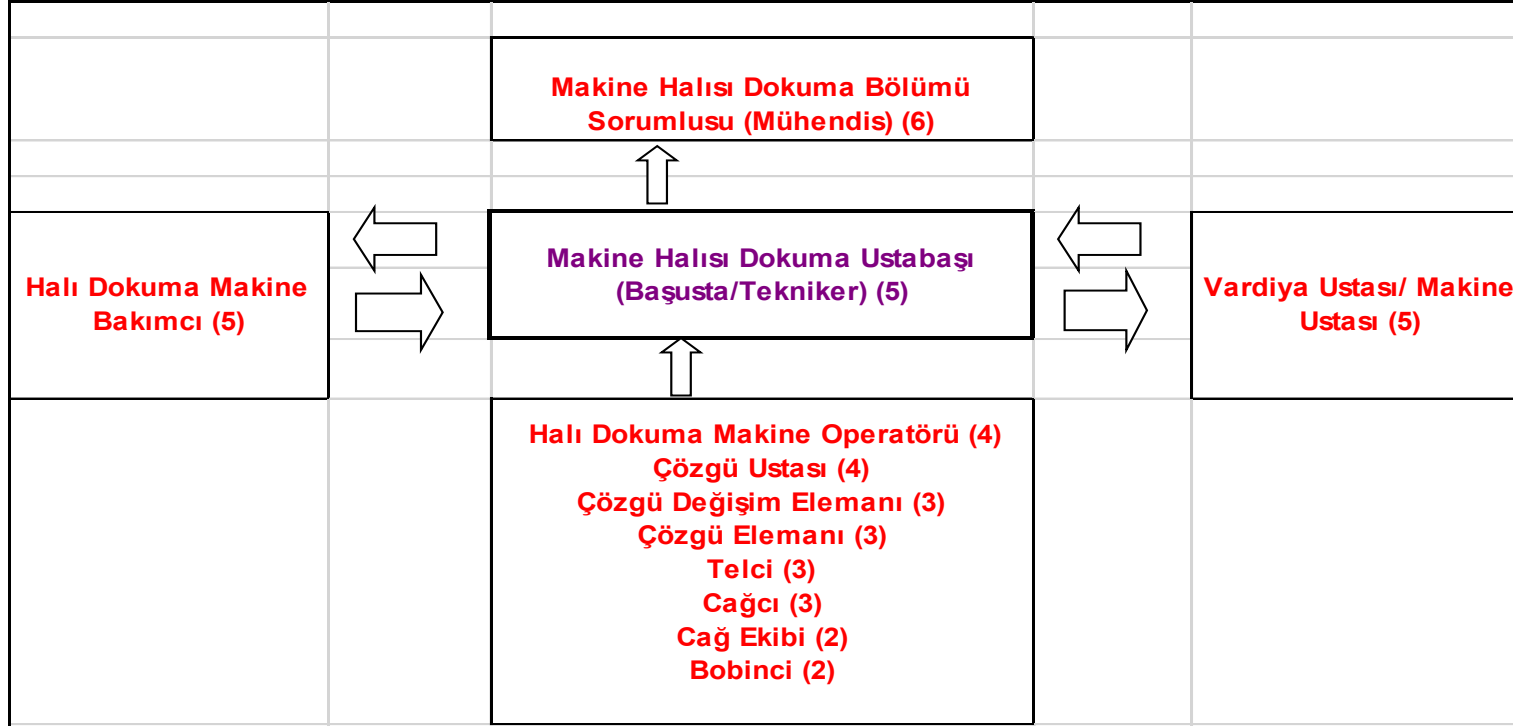 Makine Halısı Dokuma Bölümü
Sorumlusu (Mühendis) (6)
Halı Dokuma Makine
Bakımcı (5)
Makine Halısı Dokuma Ustabaşı
(Başusta/Tekniker) (5)
Vardiya Ustası/ Makine
Ustası (5)
Halı Dokuma Makine Operatörü (4)
Çözgü Ustası (4)
Çözgü Değişim Elemanı (3)
Çözgü Elemanı (3)
Telci (3)
Cağcı (3)
Cağ Ekibi (2)
Bobinci (2)